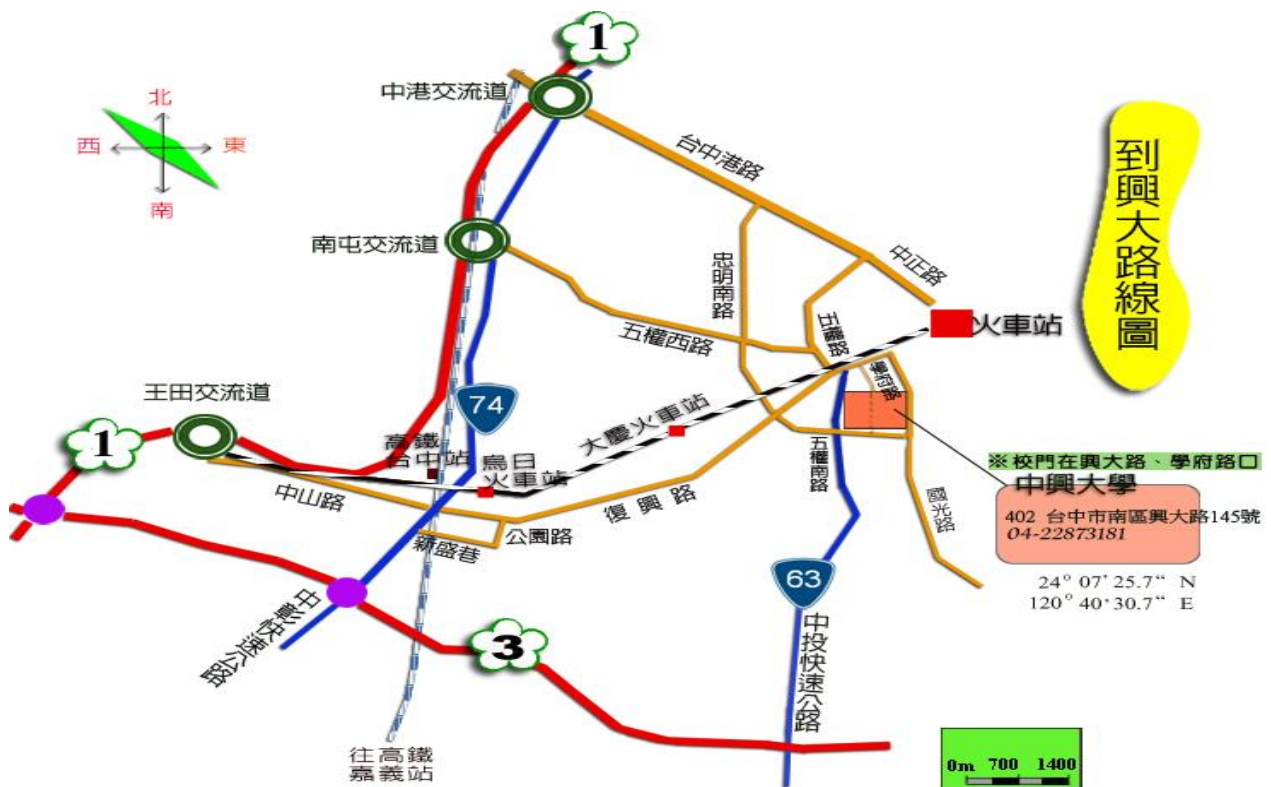 1
中港交流道
北
西
東
南
台中港路
到興大路線圖
南屯交流道
忠明南路
中正路
火車站
五權西路
五權路
學府路
王田交流道
74
大慶火車站
1
高鐵
台中站
烏日
火車站
五權南路
※校門在興大路、學府路口
中興大學
402 台中市南區興大路145號
04-22873181
中山路
復興路
國光路
新盛巷
公園路
24° 07' 25.7" N
120° 40' 30.7" E
63
中彰快速公路
3
中投快速公路
往高鐵
嘉義站
0m 700 1400